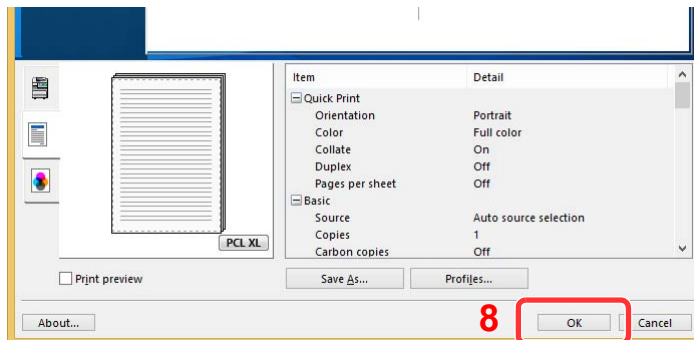 Item Detail
Quick Print
Orientation Portrait
Color Full color
Collate On
Duplex Off
Pages per sheet Off
Basic
Source Auto source selection
Copies 1
Carbon copies Off
PCL XL
Print preview
Save As... Profiles...
About... 8 OK Cancel